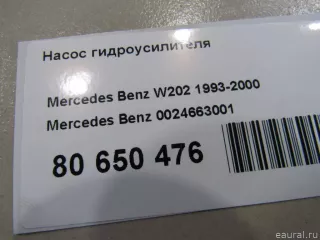 Насос гидроусилителя
Mercedes Benz W202 1993-2000
Mercedes Benz 0024663001
80 650 476
eaural.ru